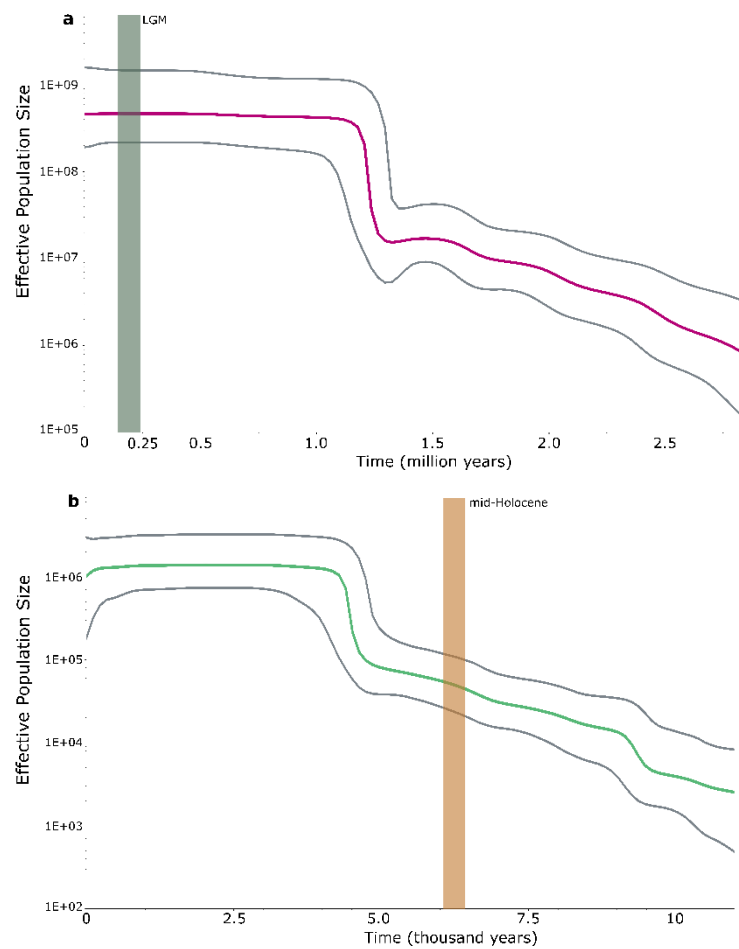 a
LGM
1E+09
1E+08
1E+07
1E+06
1E+05
Effective Population Size
0 0.25 0.5 1.0 1.5 2.0 2.5
Time (million years)
b
mid-Holocene
1E+06
1E+05
1E+04
1E+03
1E+02
Effective Population Size
0 2.5 5.0 7.5 10
Time (thousand years)